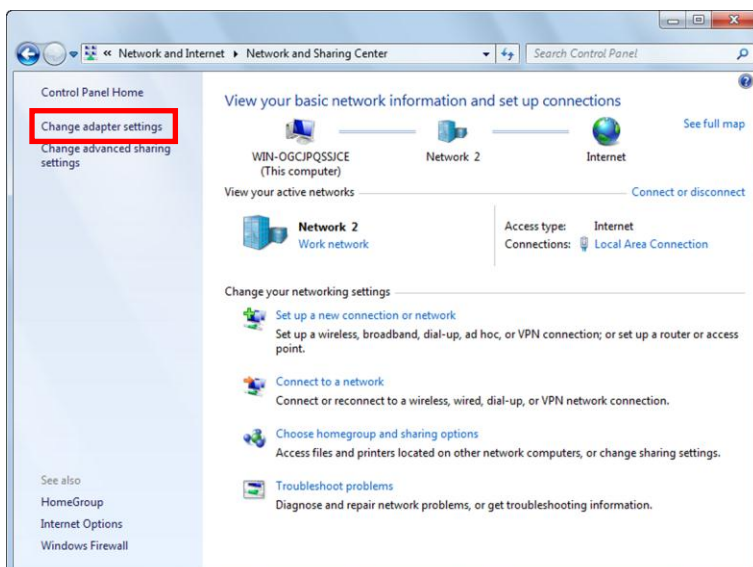 « Network and Internet ▸ Network and Sharing Center
Search Control Panel
Control Panel Home
Change adapter settings
Change advanced sharing
settings
View your basic network information and set up connections
See full map
WIN-OGCJPQSSJCE
(This computer)
Network 2
Internet
View your active networks
Connect or disconnect
Network 2
Work network
Access type: Internet
Connections: Local Area Connection
Change your networking settings
Set up a new connection or network
Set up a wireless, broadband, dial-up, ad hoc, or VPN connection; or set up a router or access
point.
Connect to a network
Connect or reconnect to a wireless, wired, dial-up, or VPN network connection.
Choose homegroup and sharing options
Access files and printers located on other network computers, or change sharing settings.
Troubleshoot problems
Diagnose and repair network problems, or get troubleshooting information.
See also
HomeGroup
Internet Options
Windows Firewall